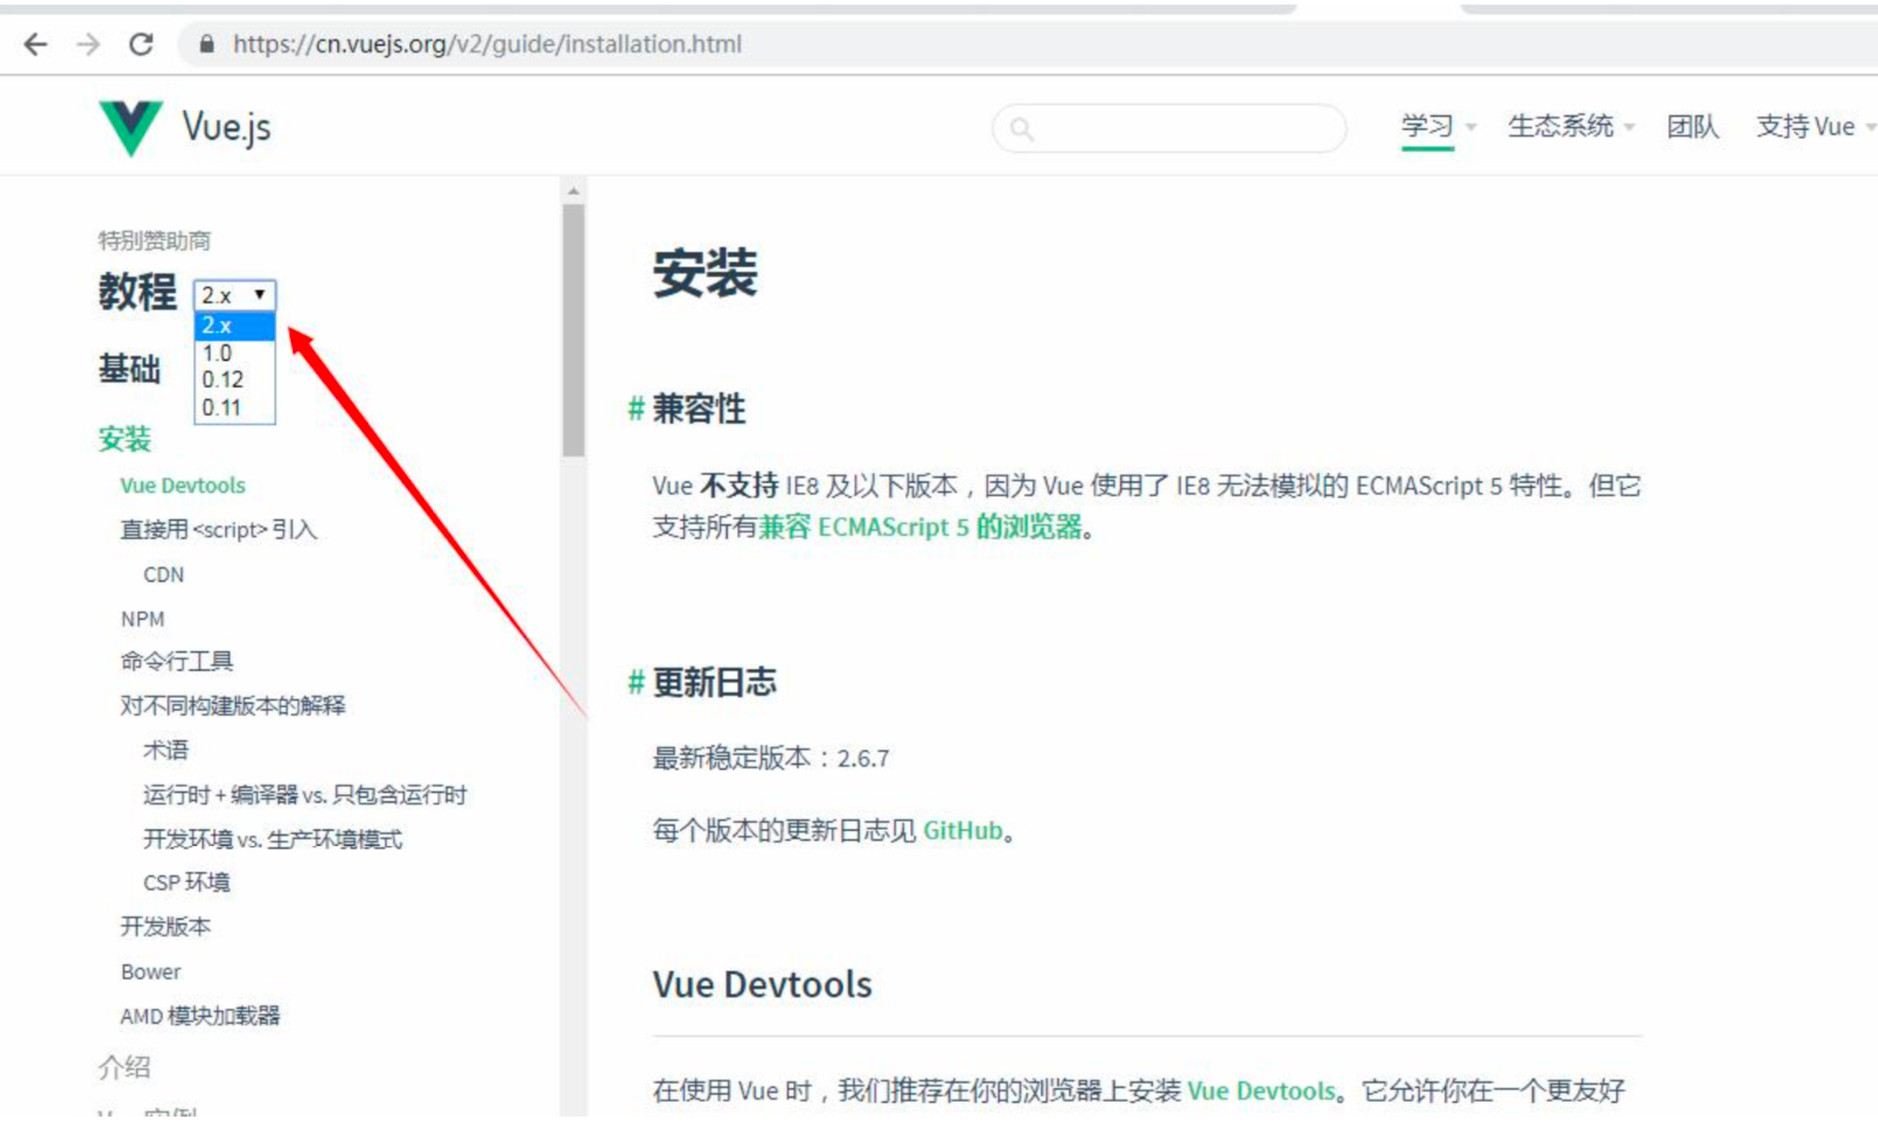 https://cn.vuejs.org/v2/guide/installation.html
Vue.js
学习
生态系统
团队
支持 Vue
特别赞助商
教程
2.x
2.x
1.0
0.12
0.11
基础
安装
Vue Devtools
直接用 <script> 引入
CDN
NPM
命令行工具
对不同构建版本的解释
术语
运行时 + 编译器 vs. 只包含运行时
开发环境 vs. 生产环境模式
CSP 环境
开发版本
Bower
AMD 模块加载器
介绍
安装
# 兼容性
Vue 不支持 IE8 及以下版本，因为 Vue 使用了 IE8 无法模拟的 ECMAScript 5 特性。但它
支持所有兼容 ECMAScript 5 的浏览器。
# 更新日志
最新稳定版本：2.6.7
每个版本的更新日志见 GitHub。
Vue Devtools
在使用 Vue 时，我们推荐在你的浏览器上安装 Vue Devtools。它允许你在一个更友好